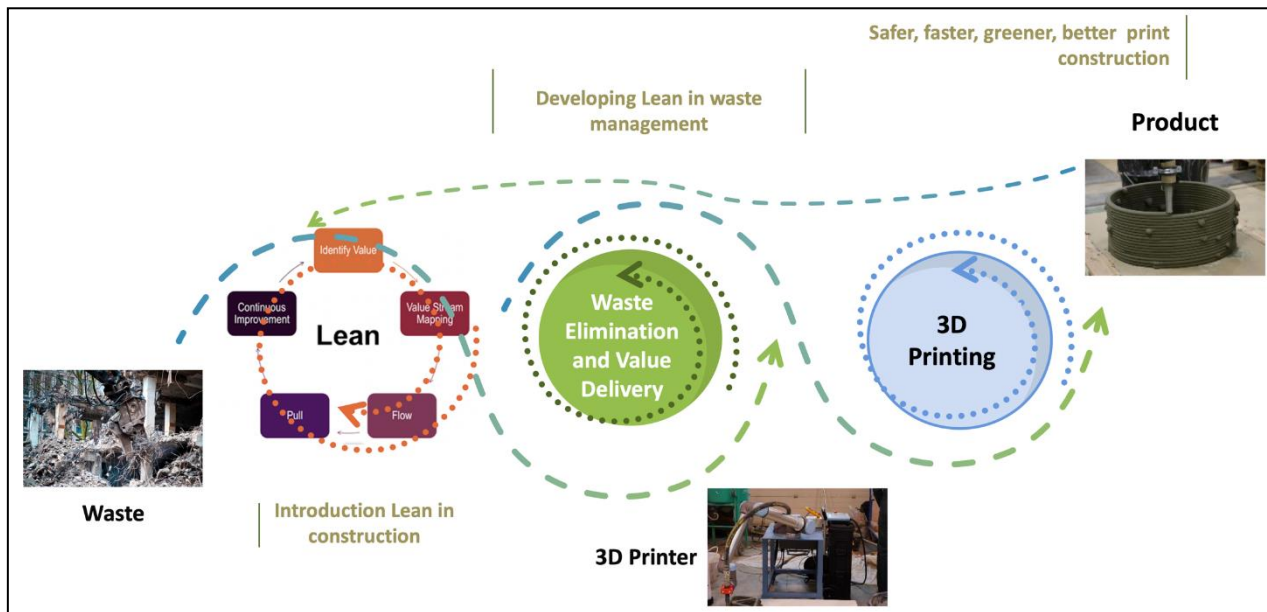 Safer, faster, greener, better print
construction
Developing Lean in waste
management
Product
Identify Value
Continuous
Improvement
Lean
Value Stream
Mapping
Pull
Flow
Waste
Elimination
and Value
Delivery
3D
Printing
Waste
Introduction Lean in
construction
3D Printer